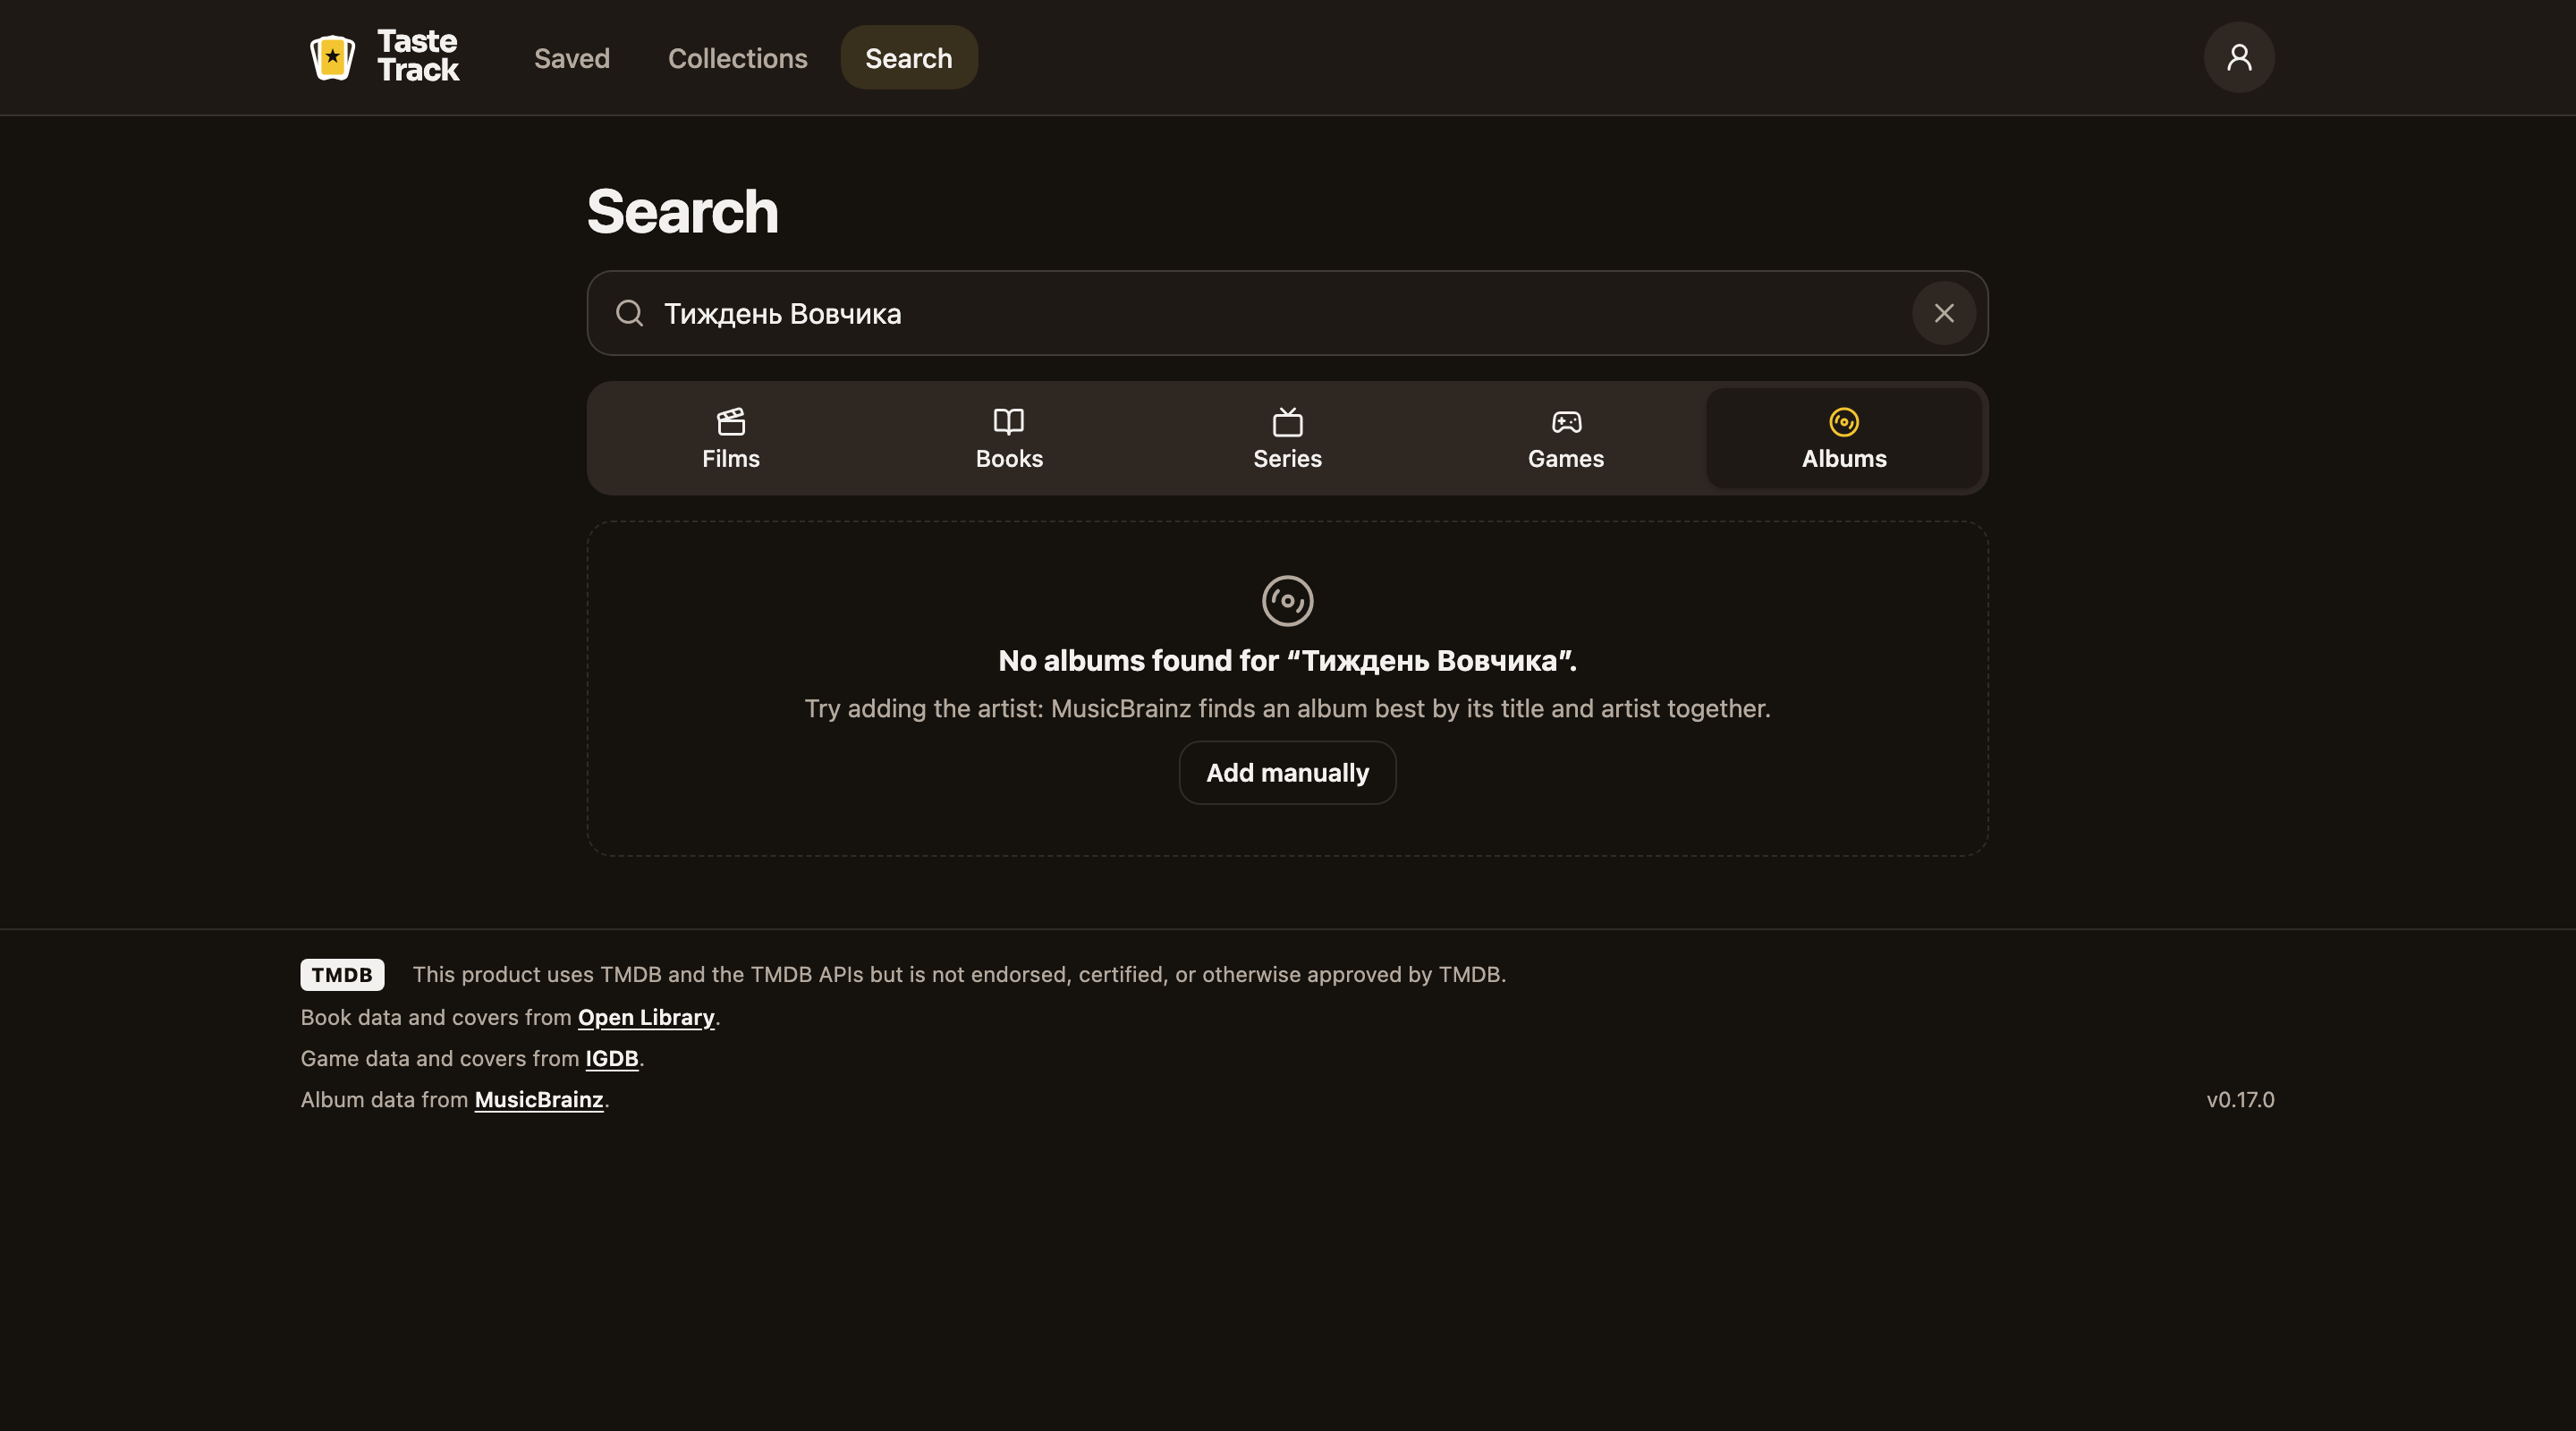 Taste
Track
Saved
Collections
Search
Search
Тиждень Вовчика
Films
Books
Series
Games
Albums
No albums found for “Тиждень Вовчика”.
Try adding the artist: MusicBrainz finds an album best by its title and artist together.
Add manually
TMDB This product uses TMDB and the TMDB APIs but is not endorsed, certified, or otherwise approved by TMDB.
Book data and covers from Open Library.
Game data and covers from IGDB.
Album data from MusicBrainz.
v0.17.0